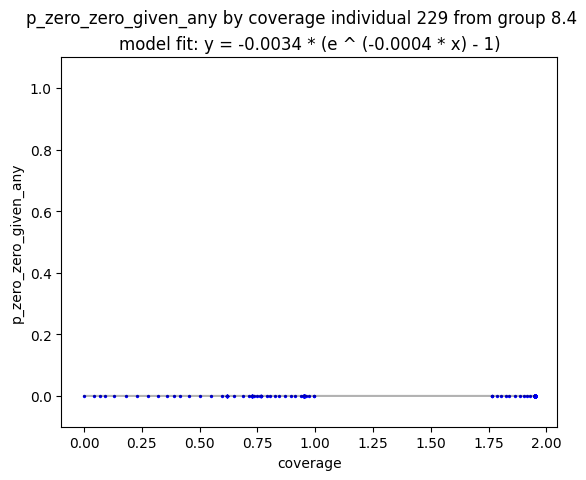 p_zero_zero_given_any by coverage individual 229 from group 8.4
model fit: y = -0.0034 * (e ^ (-0.0004 * x) - 1)
p_zero_zero_given_any
1.0
0.8
0.6
0.4
0.2
0.0
0.00 0.25 0.50 0.75 1.00 1.25 1.50 1.75 2.00
coverage